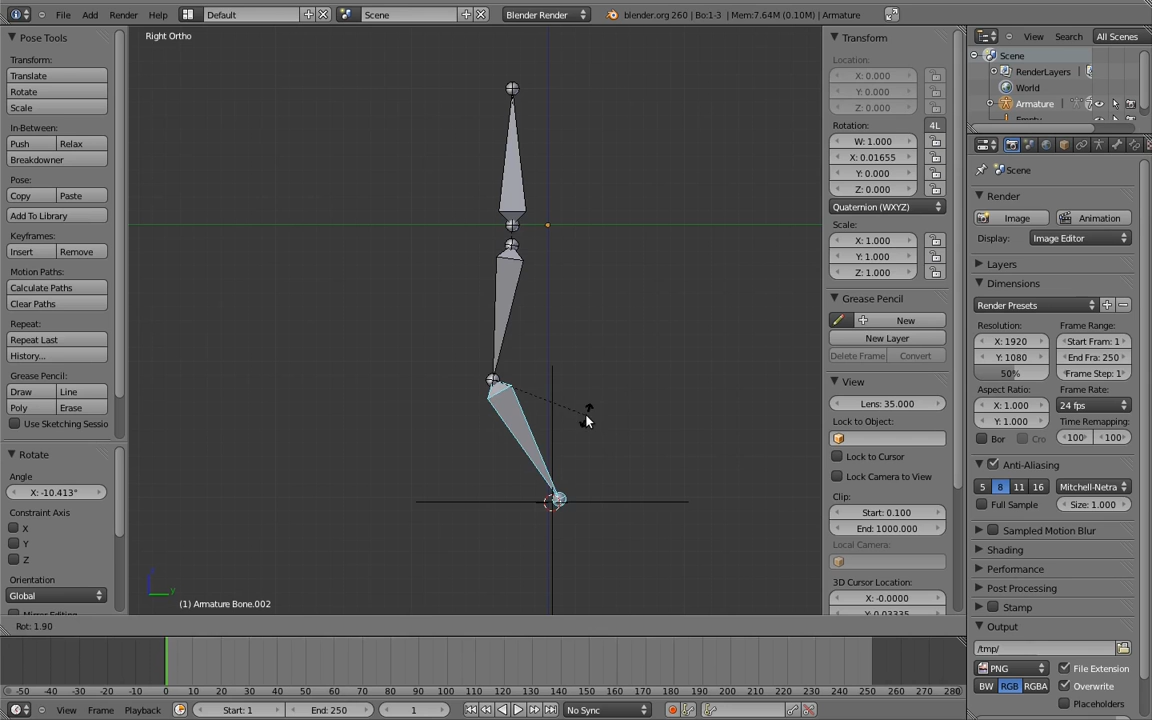 File Add Render Help Default Scene Blender Render blender.org 260 | Bo:1-3 | Mem:7.64M (0.10M) | Armature
Pose Tools
Transform:
Translate
Rotate
Scale
In-Between:
Push Relax
Breakdowner
Pose:
Copy Paste
Add To Library
Keyframes:
Insert Remove
Motion Paths:
Calculate Paths
Clear Paths
Repeat:
Repeat Last
History...
Grease Pencil:
Draw Line
Poly Erase
Use Sketching Sessio
Rotate
Angle
X: -10.413°
Constraint Axis
X
Y
Z
Orientation
Global
Right Ortho
y
(1) Armature Bone.002
Rot: 1.90
Transform
Location:
X: 0.000
Y: 0.000
Z: 0.000
Rotation: 4L
W: 1.000
X: 0.01655
Y: 0.000
Z: 0.000
Quaternion (WXYZ)
Scale:
X: 1.000
Y: 1.000
Z: 1.000
Grease Pencil
New
New Layer
Delete Frame Convert
View
Lens: 35.000
Lock to Object:
Lock to Cursor
Lock Camera to View
Clip:
Start: 0.100
End: 1000.000
Local Camera:
3D Cursor Location:
X: -0.0000
Y: 0.03335
View Search All Scenes
Scene
RenderLayers
World
Armature
Empty
Scene
Render
Image Animation
Display: Image Editor
Layers
Dimensions
Render Presets
Resolution: Frame Range:
X: 1920 Start Fram: 1
Y: 1080 End Fra: 250
50% Frame Step: 1
Aspect Ratio: Frame Rate:
X: 1.000 24 fps
Y: 1.000 Time Remapping:
Bor Cro 100 100
Anti-Aliasing
5 8 11 16 Mitchell-Netra
Full Sample Size: 1.000
Sampled Motion Blur
Shading
Performance
Post Processing
Stamp
Output
/tmp/
PNG File Extension
BW RGB RGBA Overwrite
Placeholders
-50 -40 -30 -20 -10 0 10 20 30 40 50 60 70 80 90 100 110 120 130 140 150 160 170 180 190 200 210 220 230 240 250 260 270 280
View Frame Playback Start: 1 End: 250 1 No Sync